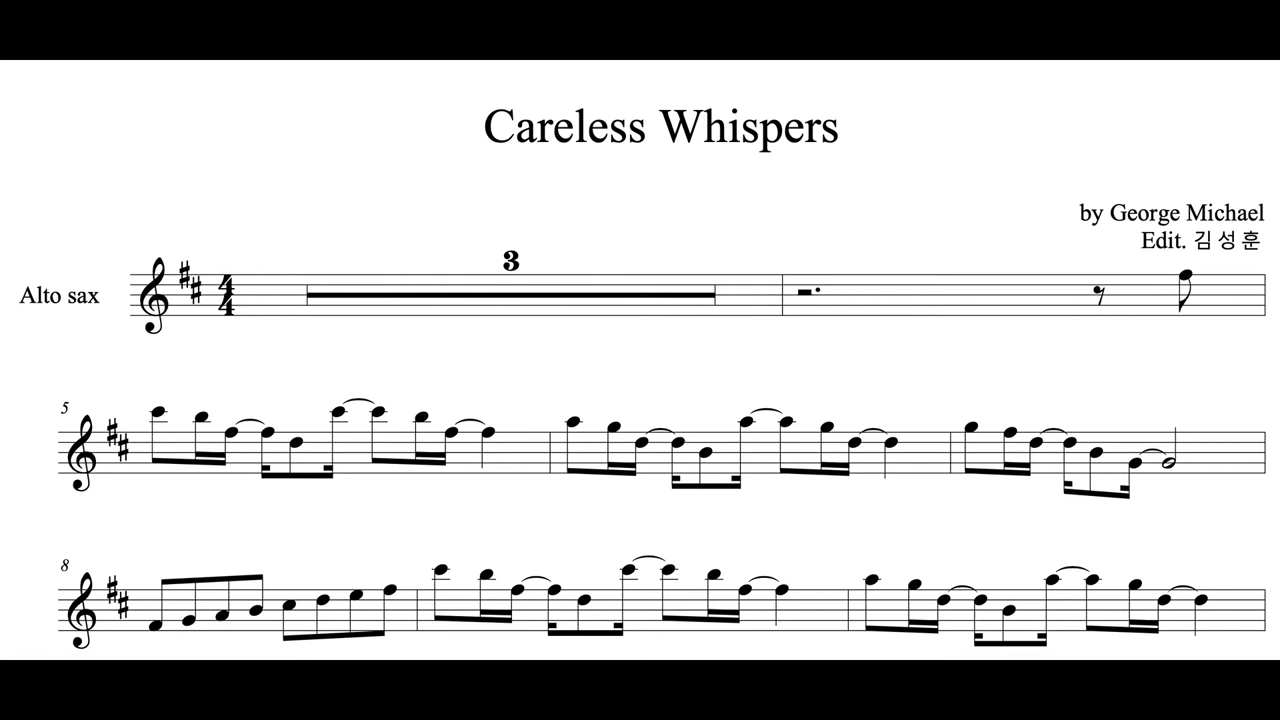 Careless Whispers
by George Michael
Edit. 김성훈
3
Alto sax
5
8